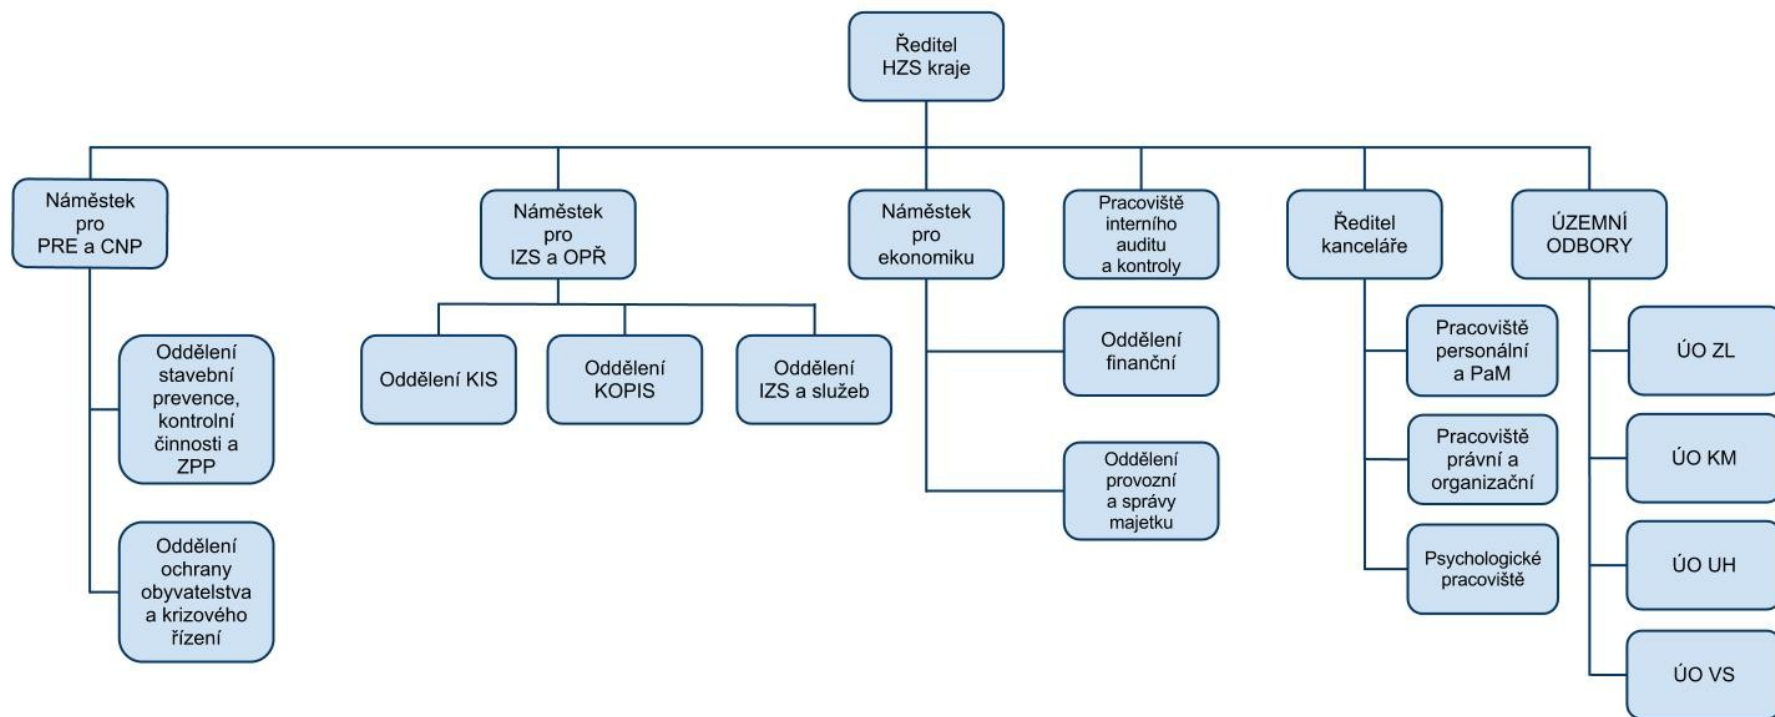 Ředitel
HZS kraje
Náměstek
pro
PRE a CNP
Náměstek
pro
IZS a OPŘ
Náměstek
pro
ekonomiku
Pracoviště
interního
auditu
a kontroly
Ředitel
kanceláře
ÚZEMNÍ
ODBORY
Oddělení
stavební
prevence,
kontrolní
činnosti a
ZPP
Oddělení
ochrany
obyvatelstva
a krizového
řízení
Oddělení KIS
Oddělení
KOPIS
Oddělení
IZS a služeb
Oddělení
finanční
Oddělení
provozní
a správy
majetku
Pracoviště
personální
a PaM
Pracoviště
právní a
organizační
Psychologické
pracoviště
ÚO ZL
ÚO KM
ÚO UH
ÚO VS